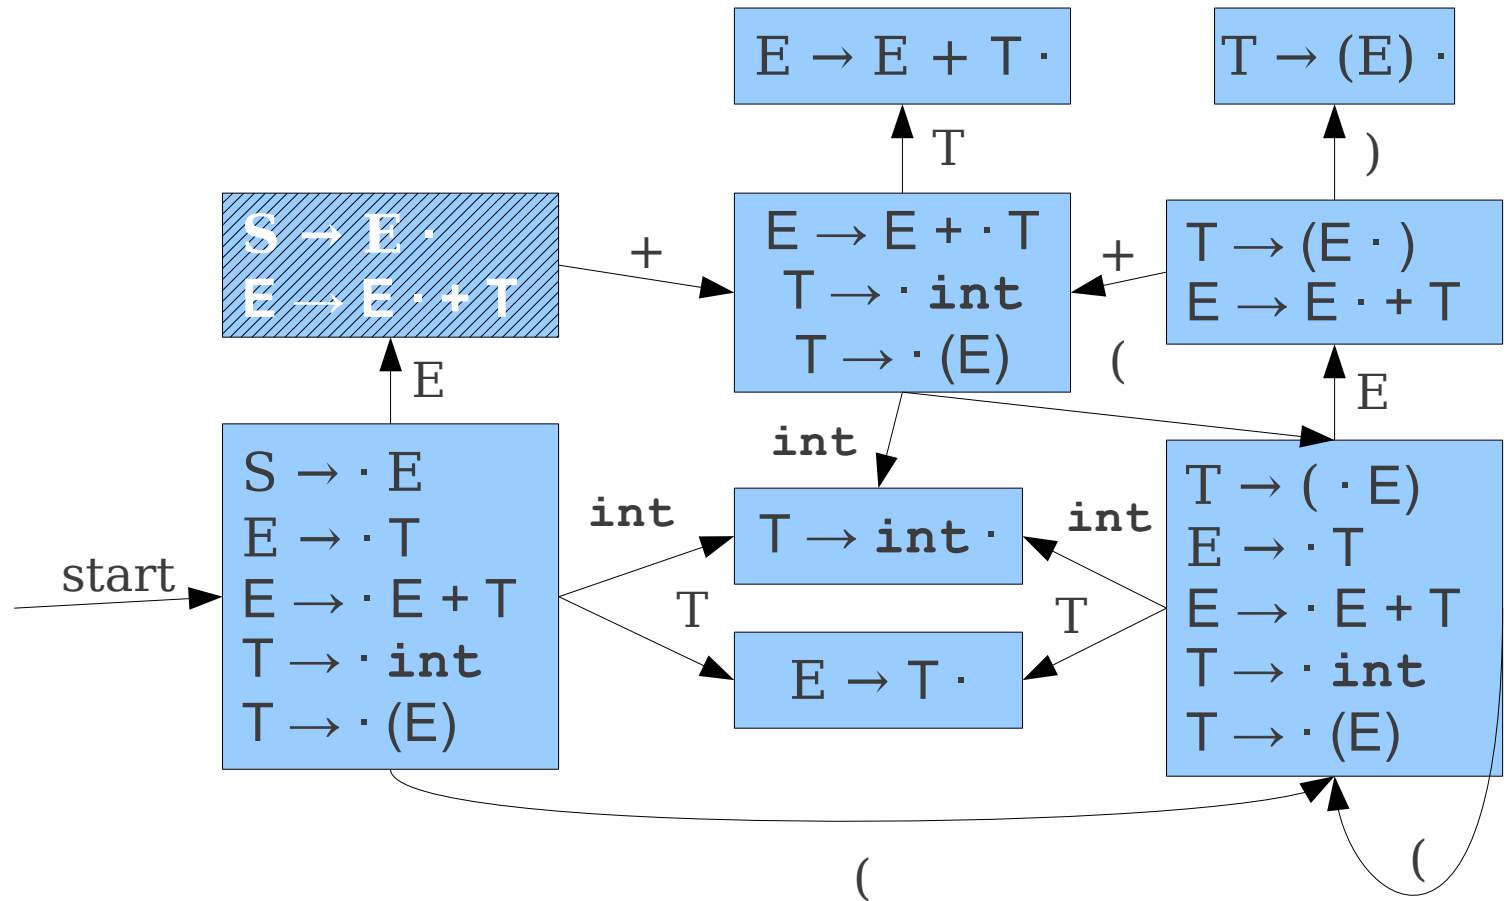 E → E + T ·
T → (E) ·
T
)
S → E ·
E → E · + T
+
E → E + · T
T → · int
T → · (E)
+
T → (E · )
E → E · + T
E
(
E
int
S → · E
E → · T
E → · E + T
T → · int
T → · (E)
start
int
T
T → int ·
E → T ·
int
T
T → ( · E)
E → · T
E → · E + T
T → · int
T → · (E)
(
(